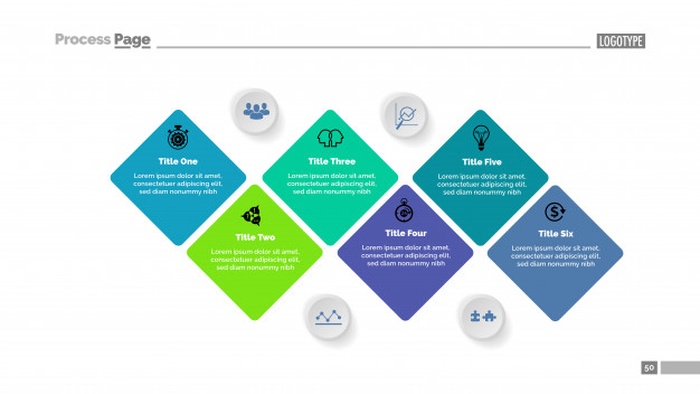 Process Page
LOGOTYPE
Title One
Lorem ipsum dolor sit amet,
consectetuer adipiscing elit,
sed diam nonummy nibh
Title Two
Lorem ipsum dolor sit amet,
consectetuer adipiscing elit,
sed diam nonummy nibh
Title Three
Lorem ipsum dolor sit amet,
consectetuer adipiscing elit,
sed diam nonummy nibh
Title Four
Lorem ipsum dolor sit amet,
consectetuer adipiscing elit,
sed diam nonummy nibh
Title Five
Lorem ipsum dolor sit amet,
consectetuer adipiscing elit,
sed diam nonummy nibh
Title Six
Lorem ipsum dolor sit amet,
consectetuer adipiscing elit,
sed diam nonummy nibh
50